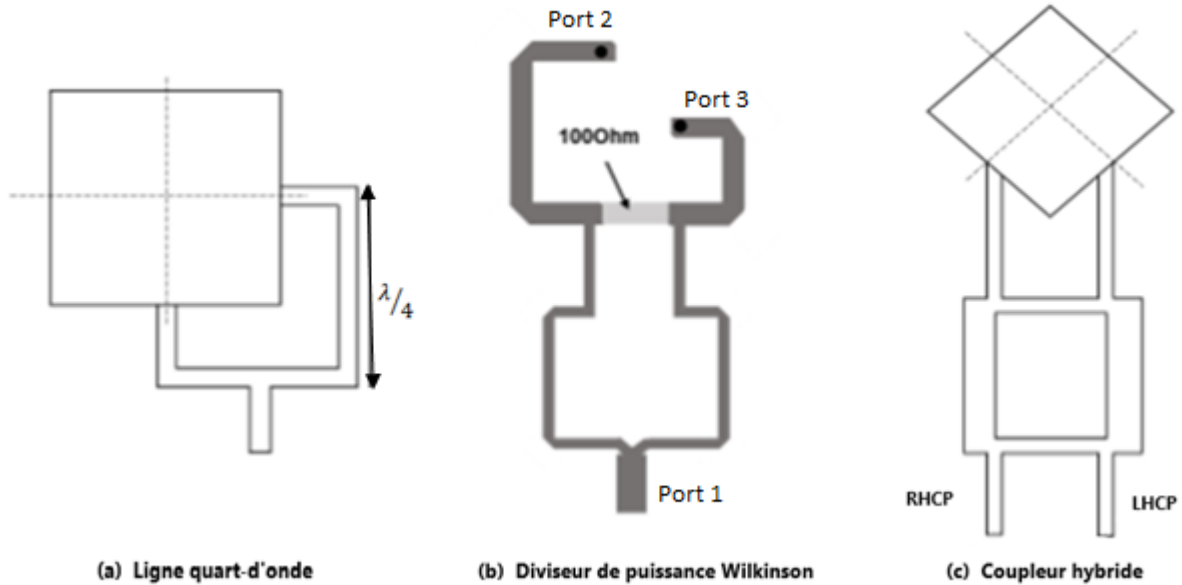 Port 2
Port 3
100Ohm
λ/4
Port 1
RHCP
LHCP
(a) Ligne quart-d'onde
(b) Diviseur de puissance Wilkinson
(c) Coupleur hybride